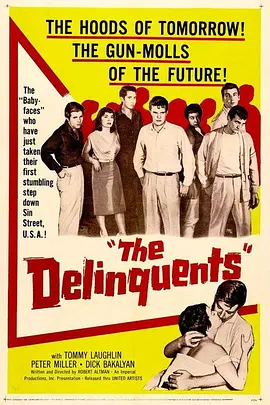 THE HOODS OF TOMORROW!
THE GUN-MOLLS
OF THE FUTURE!
The
"Baby-
faces" who
have
just
taken
their
first
stumbling
step
down
Sin
Street,
U.S.A.!
"The
Delinquents"
with TOMMY LAUGHLIN
PETER MILLER • DICK BAKALYAN
Written and Directed by ROBERT ALTMAN • An Imperial
Productions, Inc. Presentation • Released thru UNITED ARTISTS